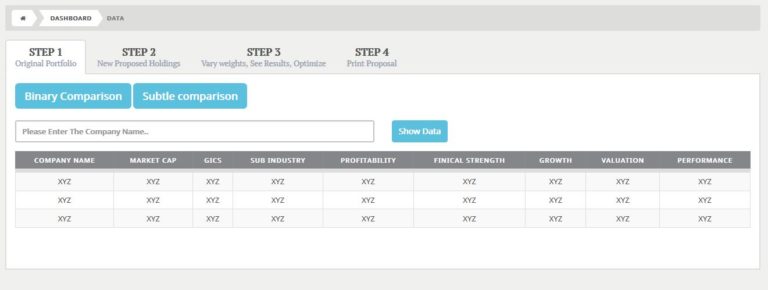 DASHBOARD DATA
STEP 1 STEP 2 STEP 3 STEP 4
Original Portfolio New Proposed Holdings Vary weights, See Results, Optimize Print Proposal
Binary Comparison Subtle comparison
Please Enter The Company Name... Show Data
COMPANY NAME MARKET CAP GICS SUB INDUSTRY PROFITABILITY FINICAL STRENGTH GROWTH VALUATION PERFORMANCE
XYZ XYZ XYZ XYZ XYZ XYZ XYZ XYZ XYZ
XYZ XYZ XYZ XYZ XYZ XYZ XYZ XYZ XYZ
XYZ XYZ XYZ XYZ XYZ XYZ XYZ XYZ XYZ